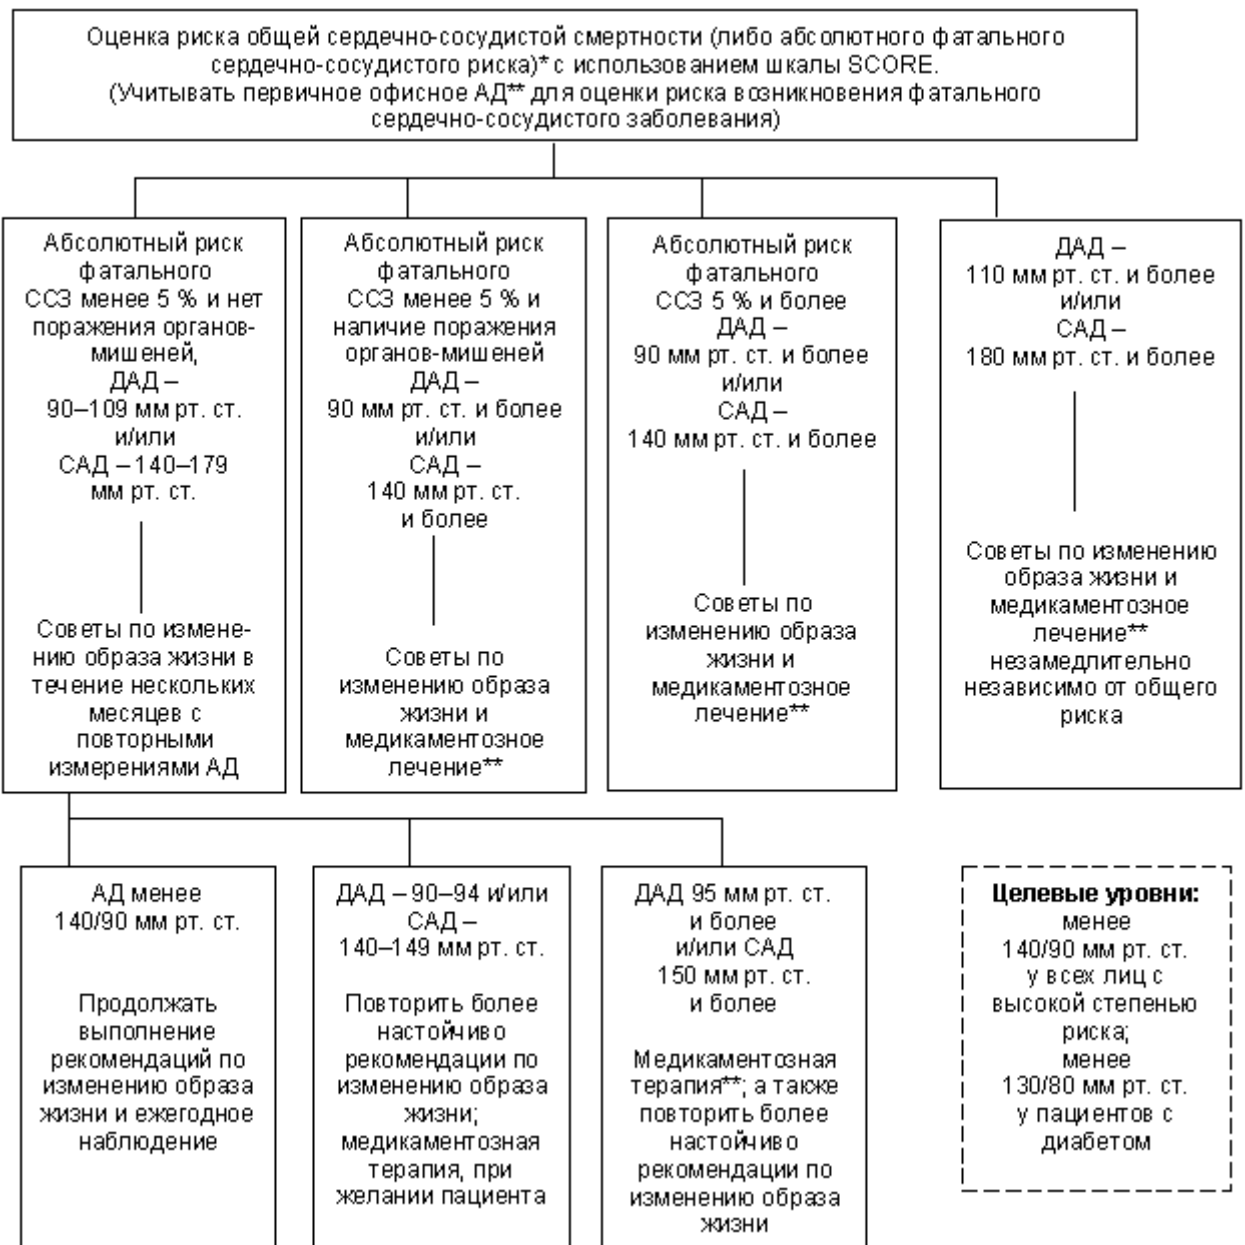 Оценка риска общей сердечно-сосудистой смертности (либо абсолютного фатального
сердечно-сосудистого риска)* с использованием шкалы SCORE.
(Учитывать первичное офисное АД** для оценки риска возникновения фатального
сердечно-сосудистого заболевания)
Абсолютный риск
фатального
ССЗ менее 5 % и нет
поражения органов-
мишеней,
ДАД –
90–109 мм рт. ст.
и/или
САД – 140–179
мм рт. ст.
Советы по измене-
нию образа жизни в
течение нескольких
месяцев с
повторными
измерениями АД
Абсолютный риск
фатального
ССЗ менее 5 % и
наличие поражения
органов-мишеней
ДАД –
90 мм рт. ст. и более
и/или
САД –
140 мм рт. ст.
и более
Советы по
изменению образа
жизни и
медикаментозное
лечение**
Абсолютный риск
фатального
ССЗ 5 % и более
ДАД –
90 мм рт. ст. и более
и/или
САД –
140 мм рт. ст. и более
Советы по
изменению образа
жизни и
медикаментозное
лечение**
ДАД –
110 мм рт. ст. и более
и/или
САД –
180 мм рт. ст. и более
Советы по изменению
образа жизни и
медикаментозное
лечение**
незамедлительно
независимо от общего
риска
АД менее
140/90 мм рт. ст.
Продолжать
выполнение
рекомендаций по
изменению образа
жизни и ежегодное
наблюдение
ДАД – 90–94 и/или
САД –
140–149 мм рт. ст.
Повторить более
настойчиво
рекомендации по
изменению образа
жизни;
медикаментозная
терапия, при
желании пациента
ДАД 95 мм рт. ст.
и более
и/или САД
150 мм рт. ст.
и более
Медикаментозная
терапия**; а также
повторить более
настойчиво
рекомендации по
изменению образа
жизни
Целевые уровни:
менее
140/90 мм рт. ст.
у всех лиц с
высокой степенью
риска;
менее
130/80 мм рт. ст.
у пациентов с
диабетом